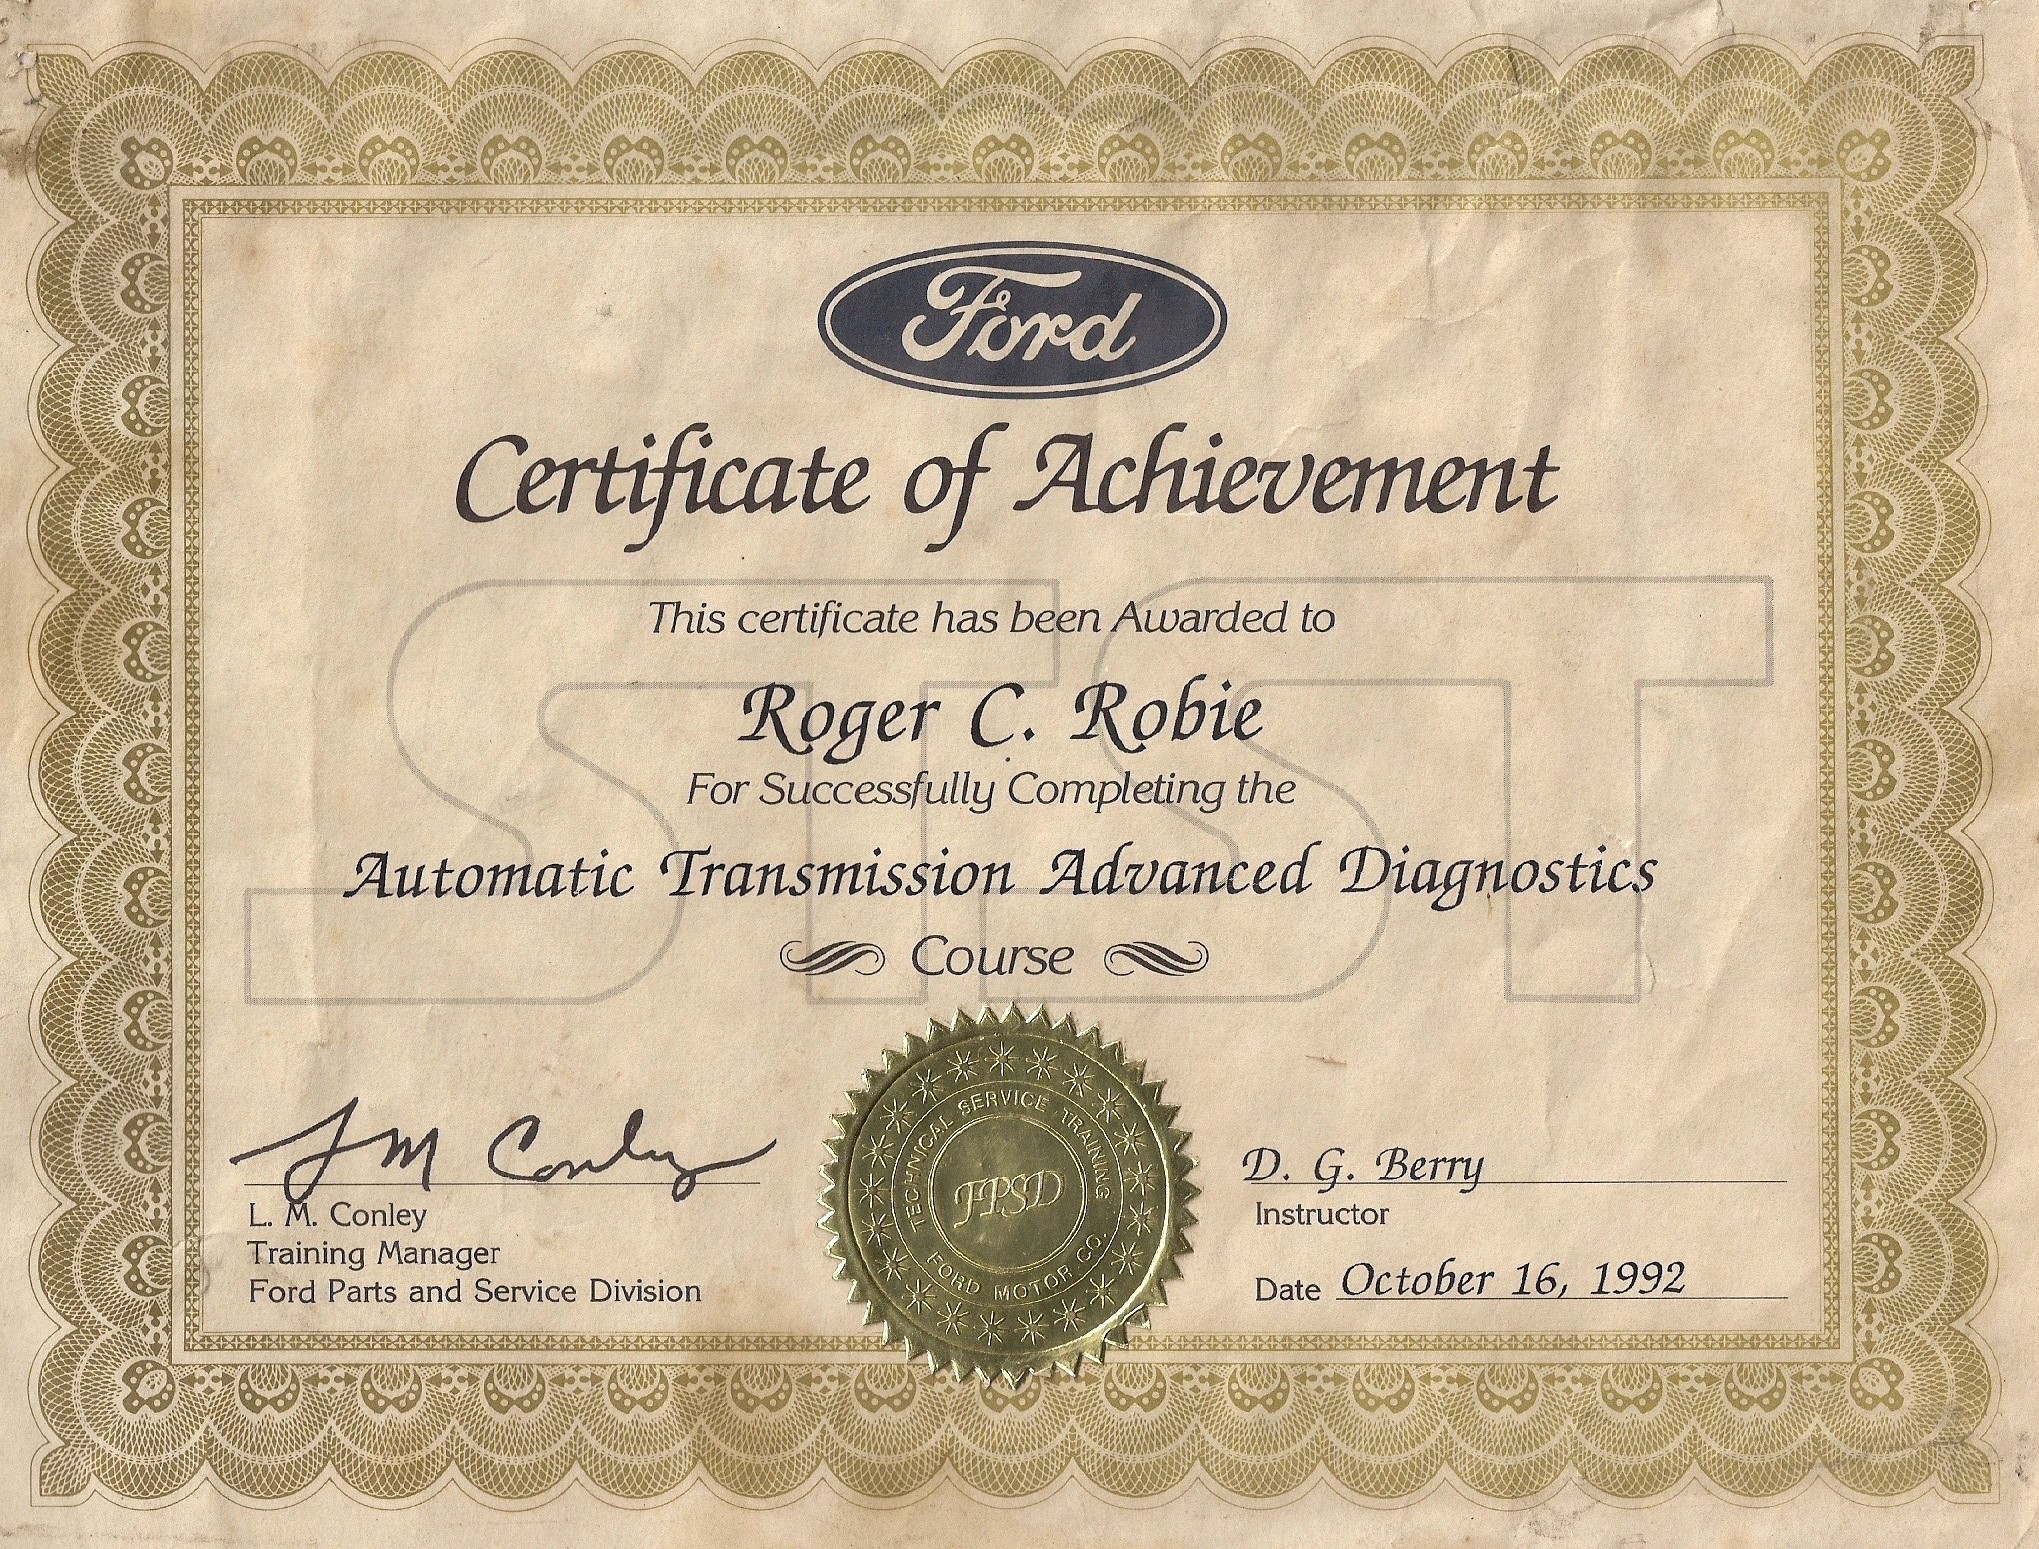 Ford
Certificate of Achievement
STST
This certificate has been Awarded to
Roger C. Robie
For Successfully Completing the
Automatic Transmission Advanced Diagnostics
Course
L M Conley
L. M. Conley
Training Manager
Ford Parts and Service Division
TECHNICAL SERVICE TRAINING
FPSD
FORD MOTOR CO.
D. G. Berry
Instructor
Date October 16, 1992